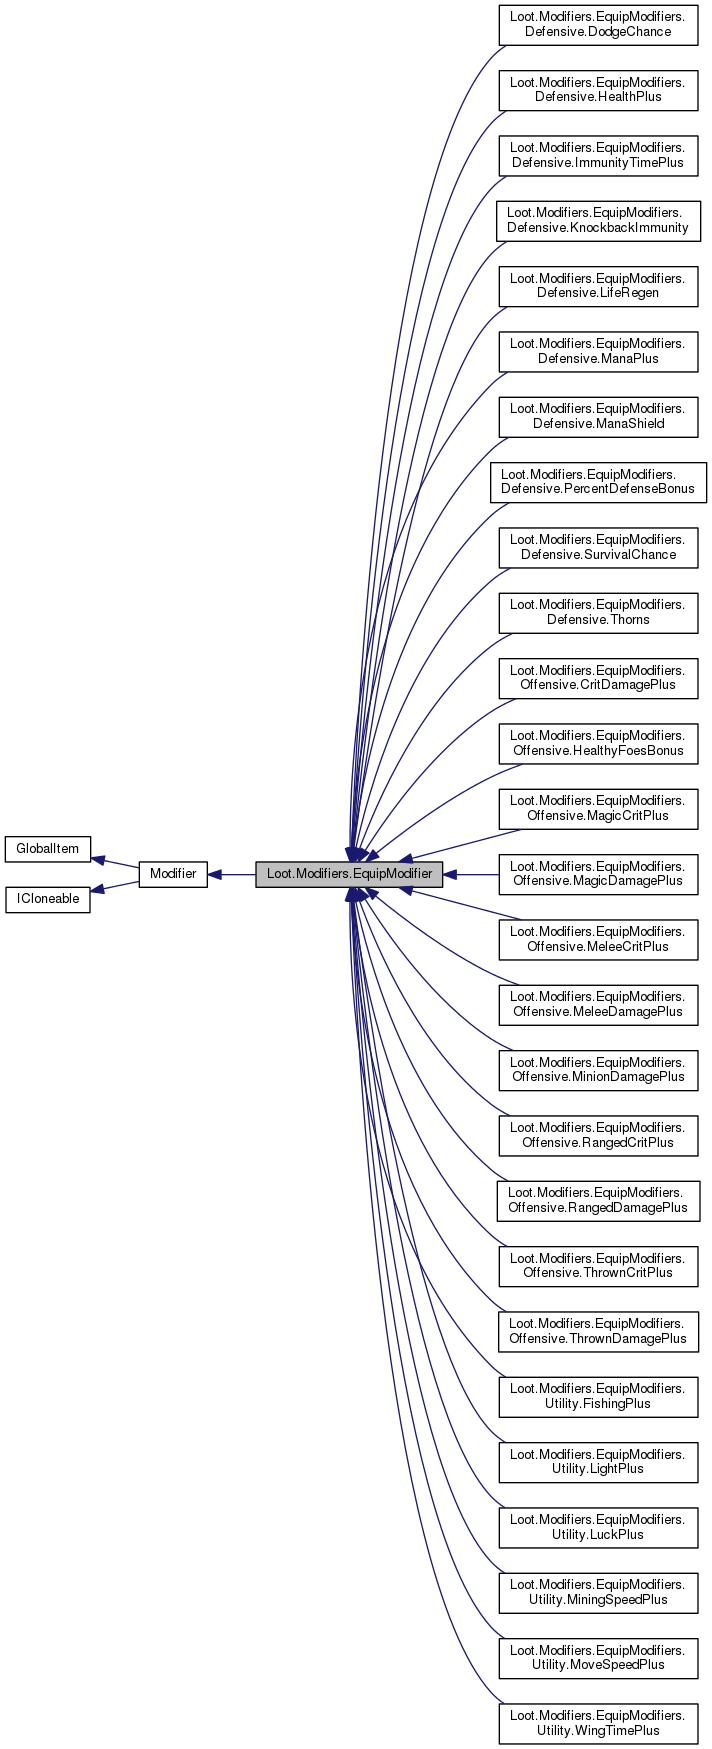 Loot.Modifiers.EquipModifiers.
Defensive.DodgeChance
Loot.Modifiers.EquipModifiers.
Defensive.HealthPlus
Loot.Modifiers.EquipModifiers.
Defensive.ImmunityTimePlus
Loot.Modifiers.EquipModifiers.
Defensive.KnockbackImmunity
Loot.Modifiers.EquipModifiers.
Defensive.LifeRegen
Loot.Modifiers.EquipModifiers.
Defensive.ManaPlus
Loot.Modifiers.EquipModifiers.
Defensive.ManaShield
Loot.Modifiers.EquipModifiers.
Defensive.PercentDefenseBonus
Loot.Modifiers.EquipModifiers.
Defensive.SurvivalChance
Loot.Modifiers.EquipModifiers.
Defensive.Thorns
Loot.Modifiers.EquipModifiers.
Offensive.CritDamagePlus
Loot.Modifiers.EquipModifiers.
Offensive.HealthyFoesBonus
Loot.Modifiers.EquipModifiers.
Offensive.MagicCritPlus
GlobalItem
ICloneable
Modifier
Loot.Modifiers.EquipModifier
Loot.Modifiers.EquipModifiers.
Offensive.MagicDamagePlus
Loot.Modifiers.EquipModifiers.
Offensive.MeleeCritPlus
Loot.Modifiers.EquipModifiers.
Offensive.MeleeDamagePlus
Loot.Modifiers.EquipModifiers.
Offensive.MinionDamagePlus
Loot.Modifiers.EquipModifiers.
Offensive.RangedCritPlus
Loot.Modifiers.EquipModifiers.
Offensive.RangedDamagePlus
Loot.Modifiers.EquipModifiers.
Offensive.ThrownCritPlus
Loot.Modifiers.EquipModifiers.
Offensive.ThrownDamagePlus
Loot.Modifiers.EquipModifiers.
Utility.FishingPlus
Loot.Modifiers.EquipModifiers.
Utility.LightPlus
Loot.Modifiers.EquipModifiers.
Utility.LuckPlus
Loot.Modifiers.EquipModifiers.
Utility.MiningSpeedPlus
Loot.Modifiers.EquipModifiers.
Utility.MoveSpeedPlus
Loot.Modifiers.EquipModifiers.
Utility.WingTimePlus